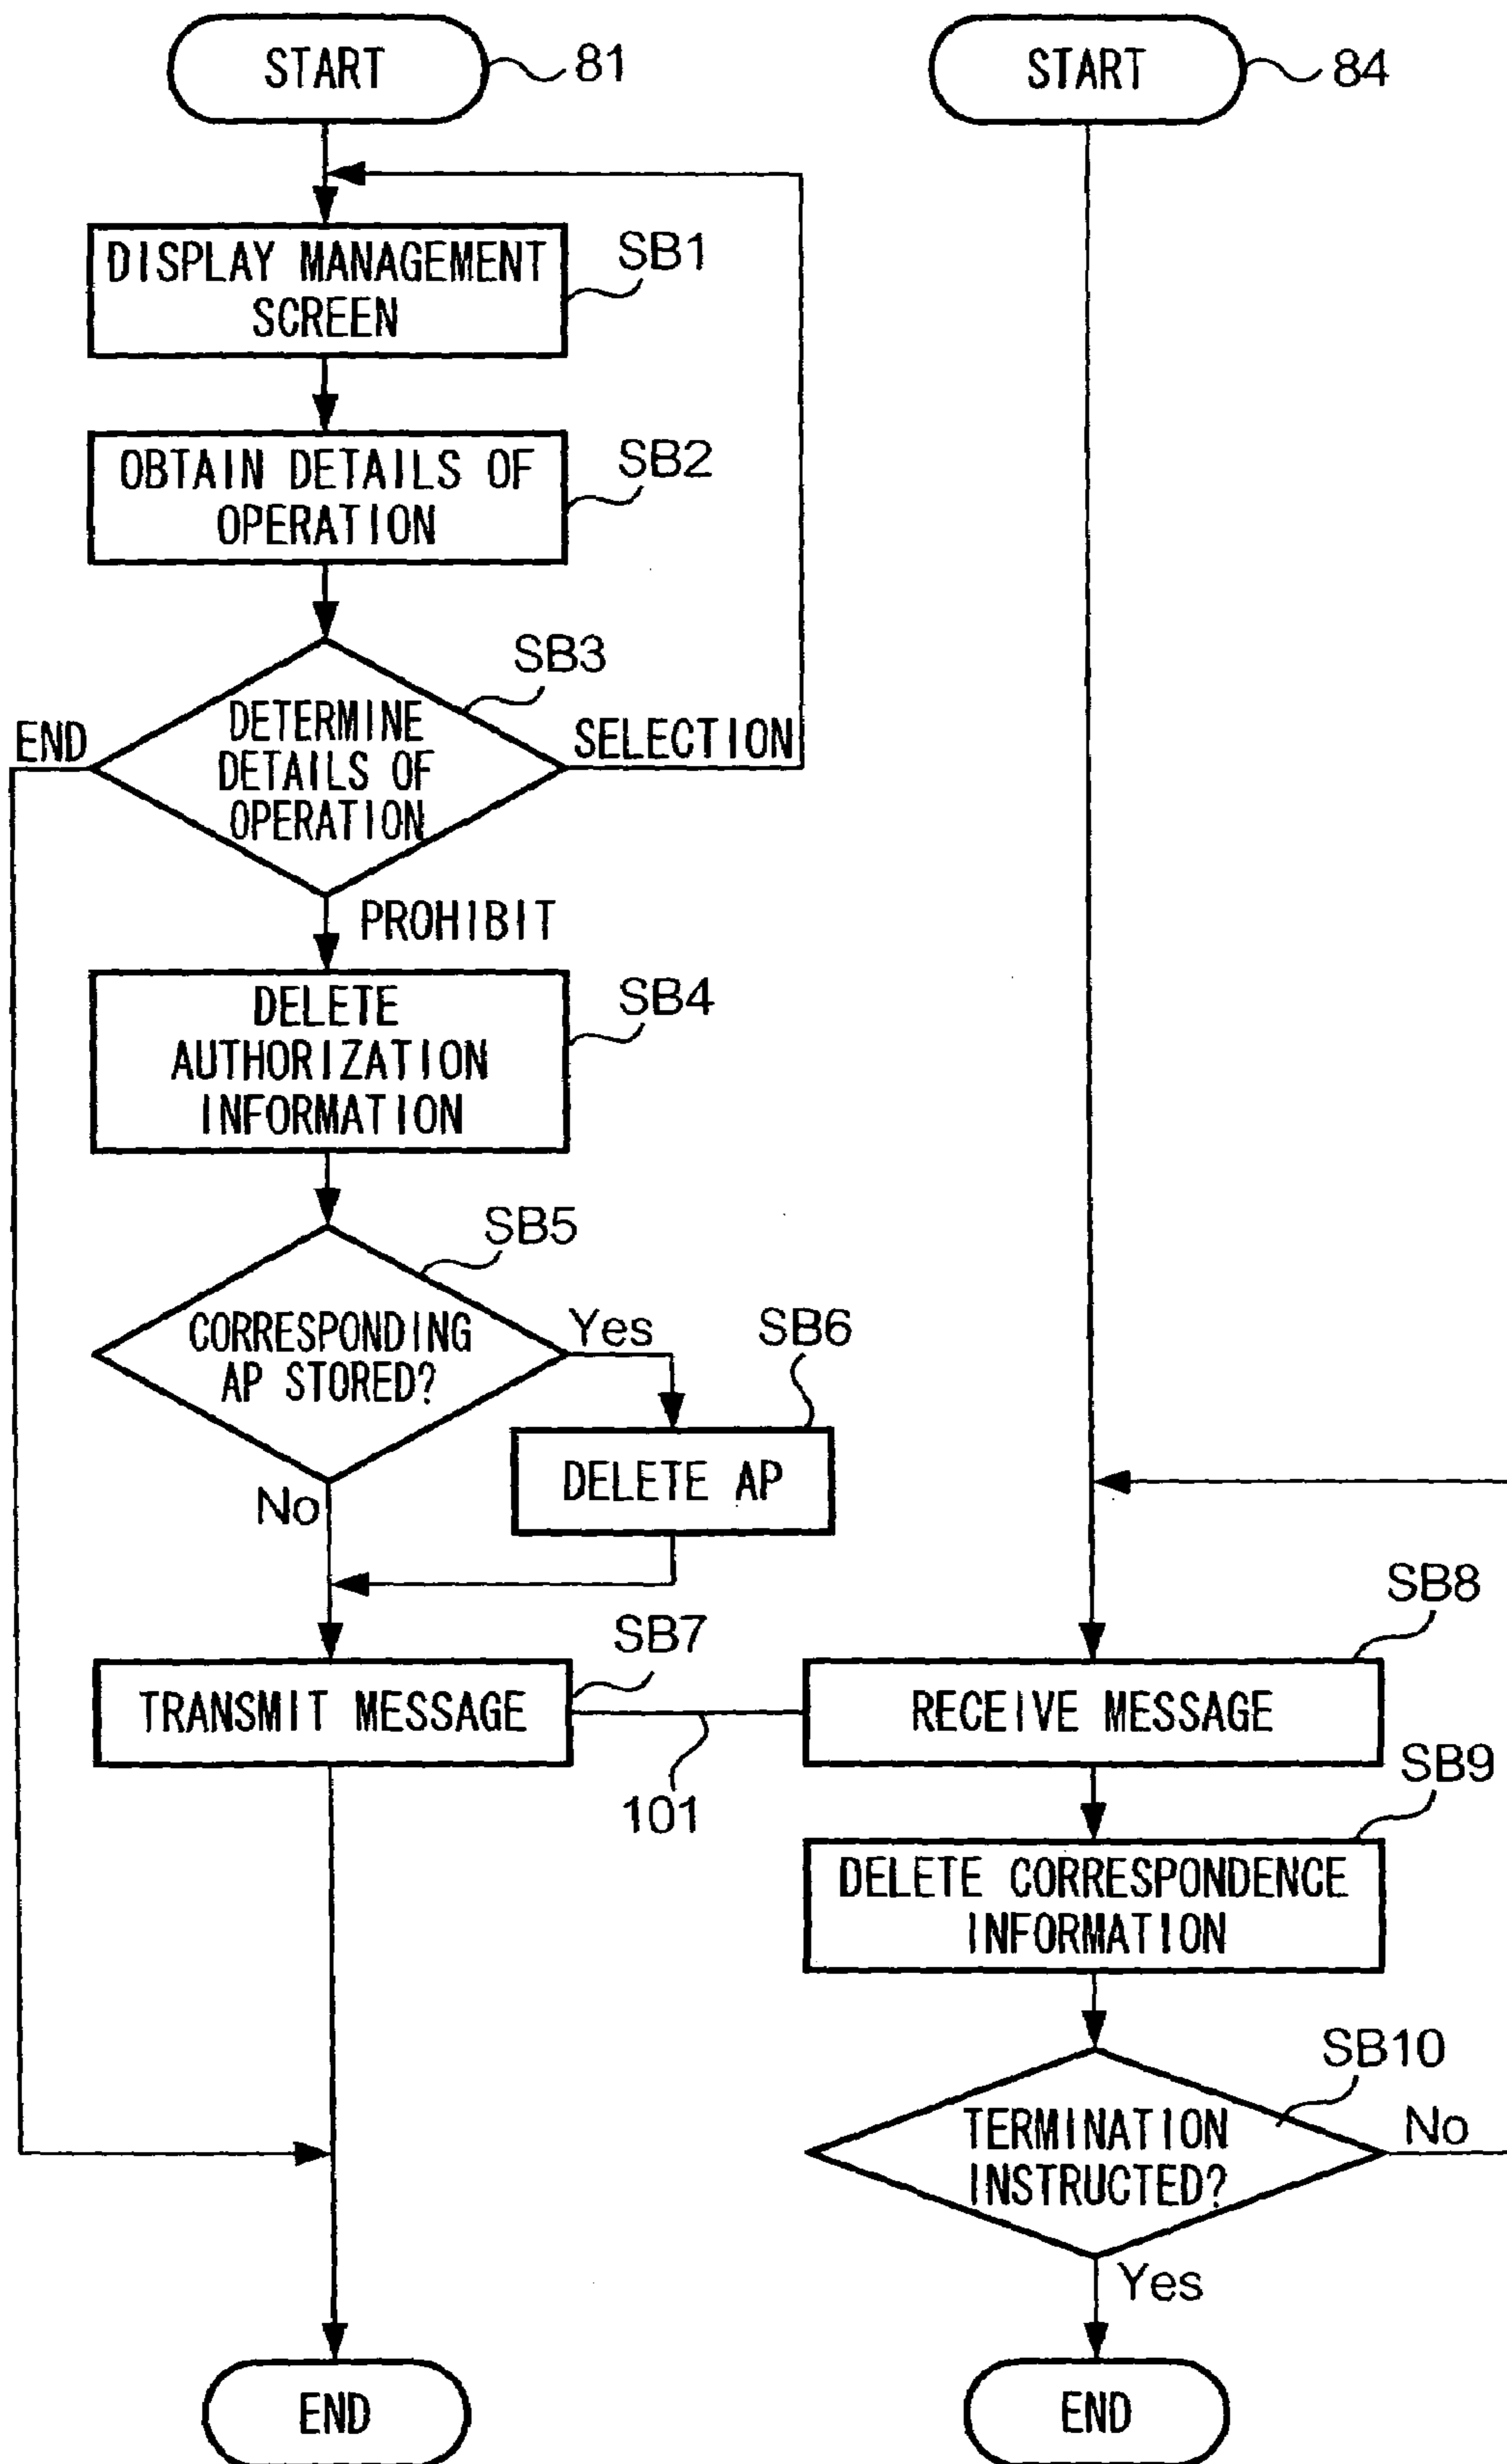 START
81
DISPLAY MANAGEMENT
SCREEN
SB1
OBTAIN DETAILS OF
OPERATION
SB2
SB3
DETERMINE
DETAILS OF
OPERATION
END
SELECTION
PROHIBIT
DELETE
AUTHORIZATION
INFORMATION
SB4
SB5
CORRESPONDING
AP STORED?
Yes
SB6
DELETE AP
No
SB7
TRANSMIT MESSAGE
101
END
START
84
SB8
RECEIVE MESSAGE
SB9
DELETE CORRESPONDENCE
INFORMATION
SB10
TERMINATION
INSTRUCTED?
No
Yes
END